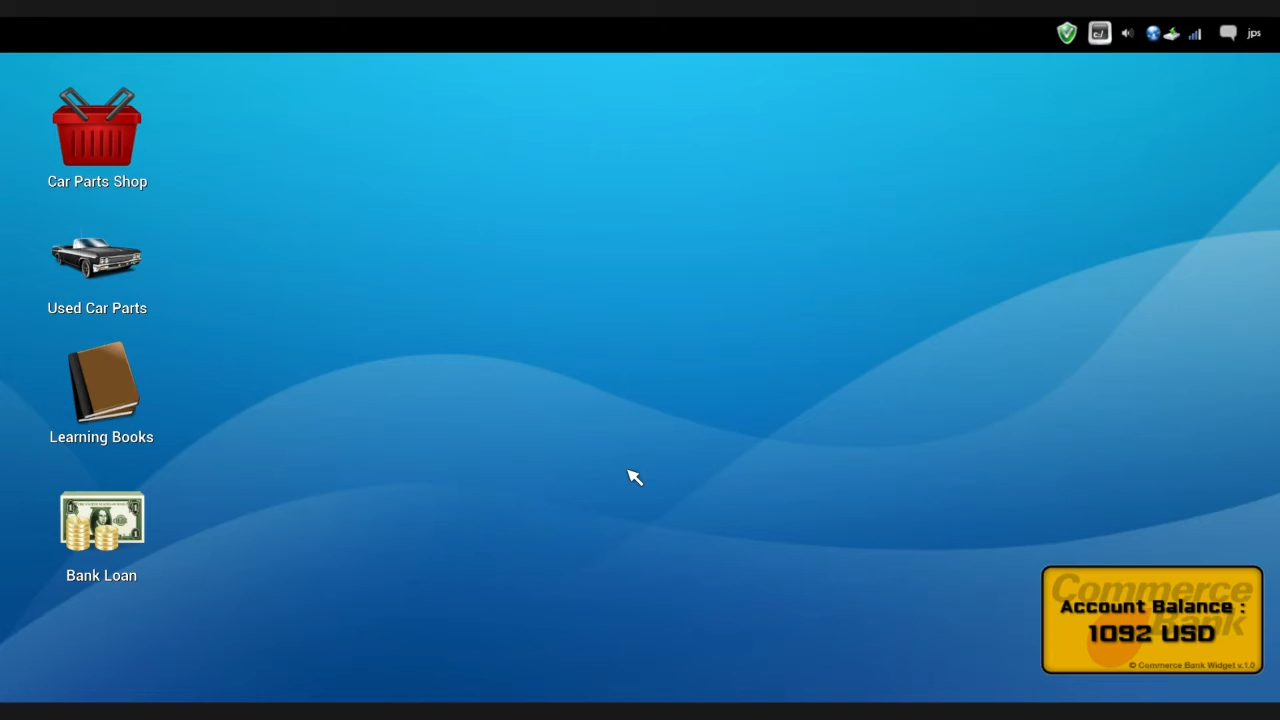 c:/
jps
Car Parts Shop
Used Car Parts
Learning Books
Bank Loan
Commerce Bank
Account Balance :
1092 USD
© Commerce Bank Widget v.1.0